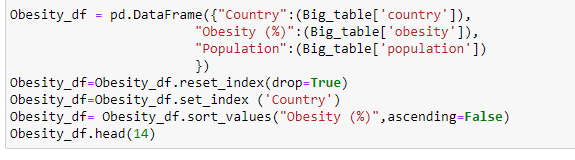 Obesity_df = pd.DataFrame({"Country":(Big_table['country']),
"Obesity (%)":(Big_table['obesity']),
"Population":(Big_table['population'])
})
Obesity_df=Obesity_df.reset_index(drop=True)
Obesity_df=Obesity_df.set_index ('Country')
Obesity_df= Obesity_df.sort_values("Obesity (%)",ascending=False)
Obesity_df.head(14)